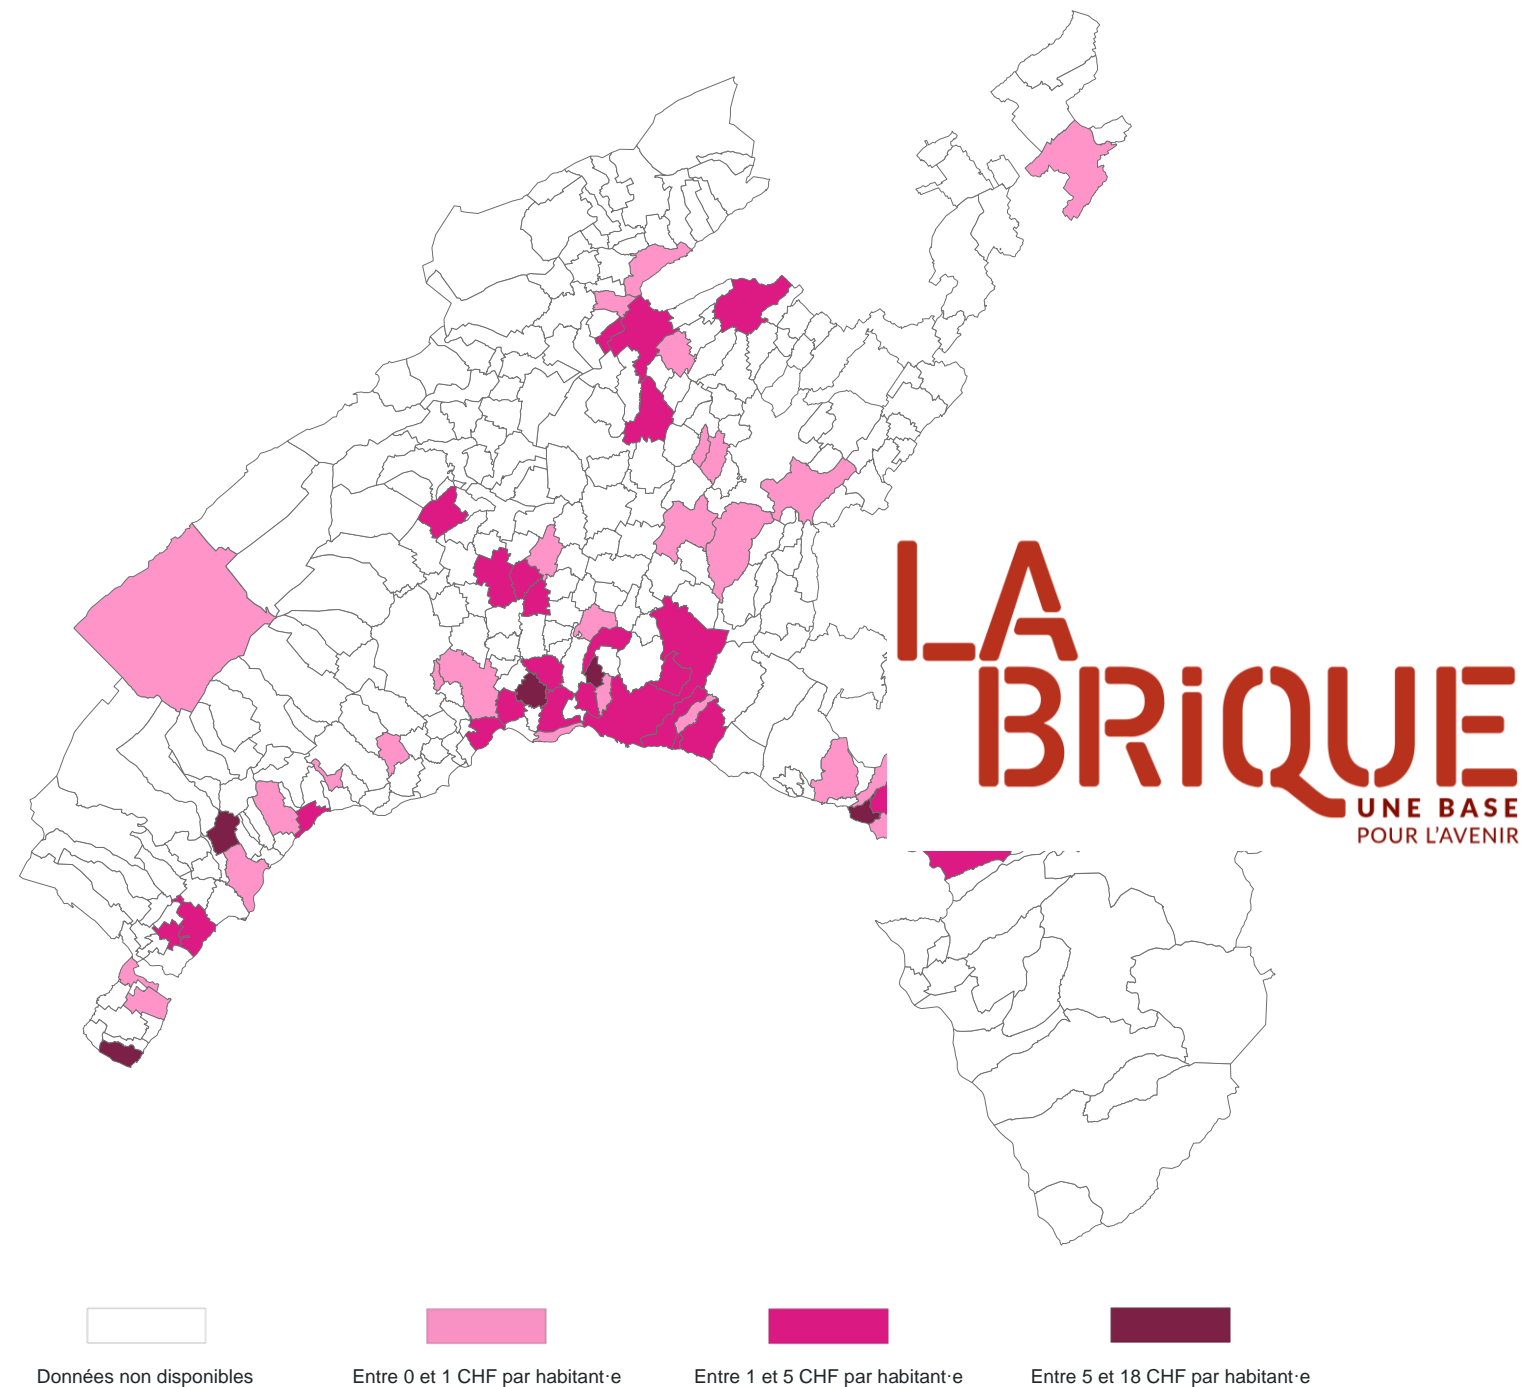 LA
BRiQUE
UNE BASE
POUR L'AVENIR
Données non disponibles
Entre 0 et 1 CHF par habitant·e
Entre 1 et 5 CHF par habitant·e
Entre 5 et 18 CHF par habitant·e